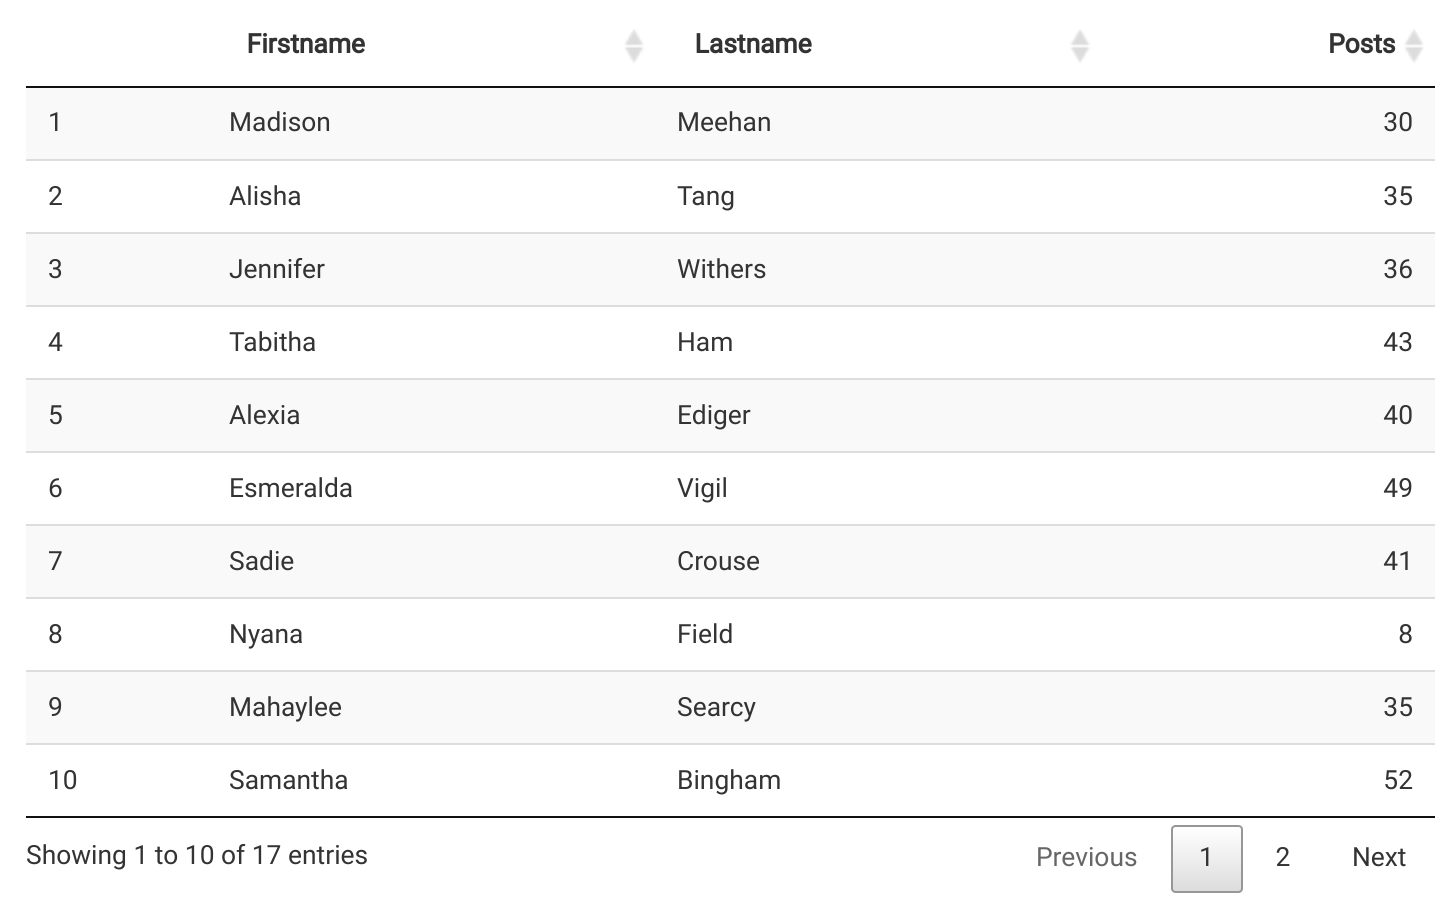 Firstname Lastname Posts
1 Madison Meehan 30
2 Alisha Tang 35
3 Jennifer Withers 36
4 Tabitha Ham 43
5 Alexia Ediger 40
6 Esmeralda Vigil 49
7 Sadie Crouse 41
8 Nyana Field 8
9 Mahaylee Searcy 35
10 Samantha Bingham 52
Showing 1 to 10 of 17 entries Previous 1 2 Next